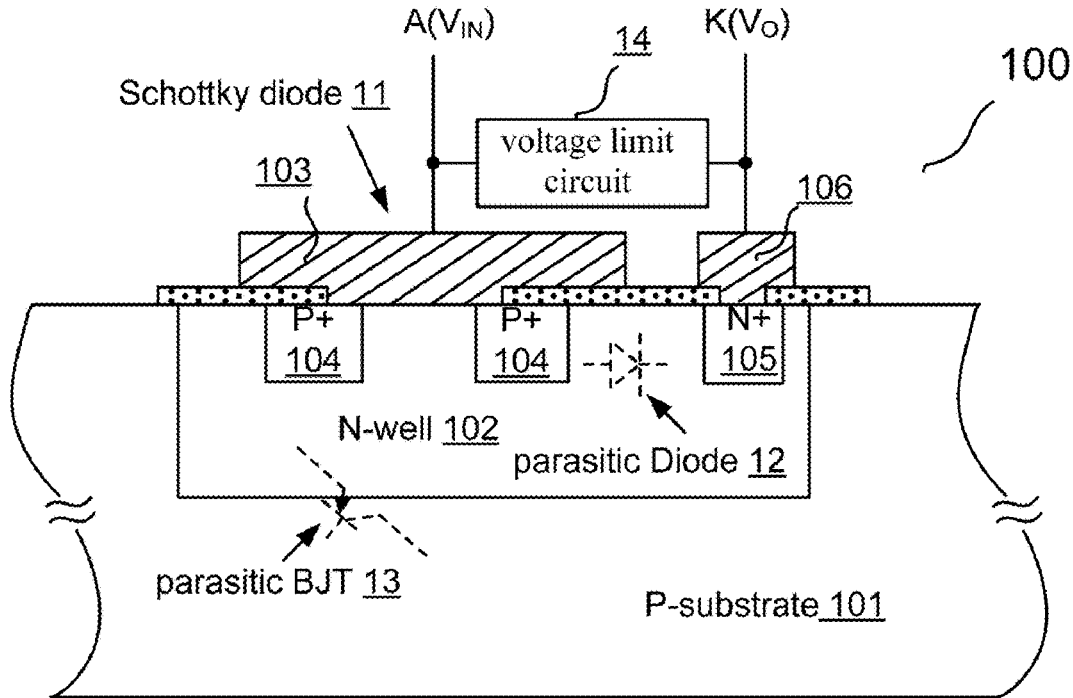 A(V_IN)
K(V_O)
14
100
Schottky diode 11
voltage limit
circuit
103
106
P+
104
P+
104
N+
105
N-well 102
parasitic Diode 12
parasitic BJT 13
P-substrate 101